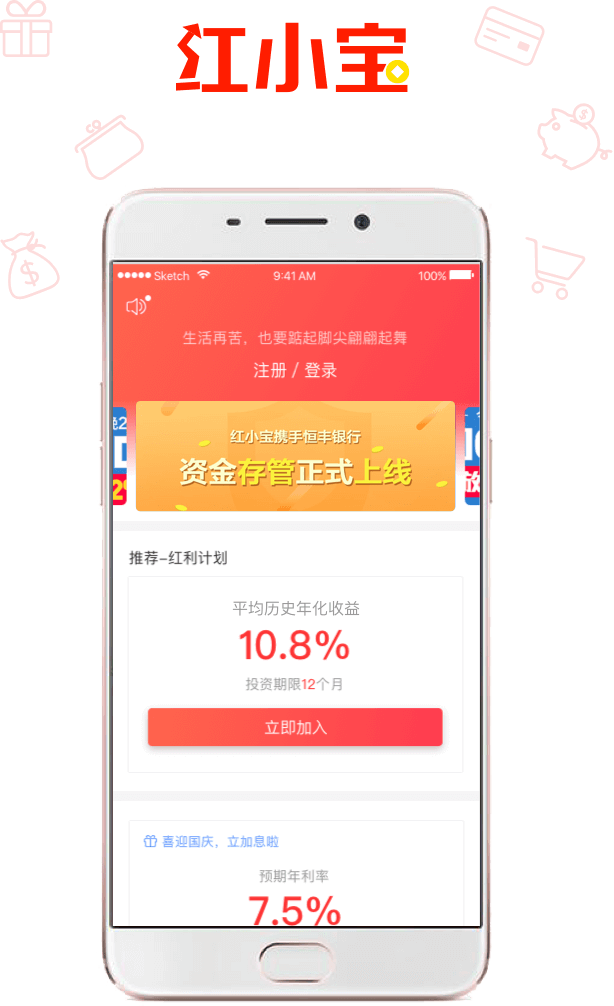 红小宝
Sketch 9:41 AM 100%
生活再苦，也要踮起脚尖翩翩起舞
注册 / 登录
红小宝携手恒丰银行
资金存管正式上线
推荐-红利计划
平均历史年化收益
10.8%
投资期限12个月
立即加入
喜迎国庆，立加息啦
预期年利率
7.5%